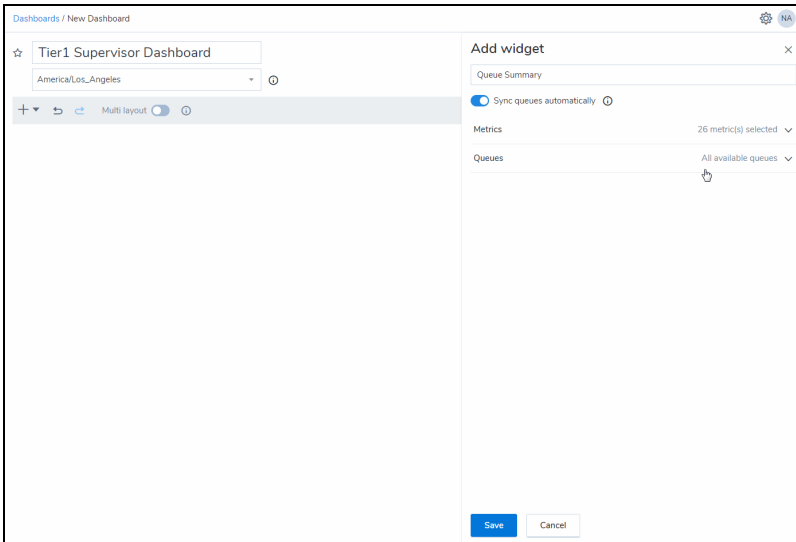 Dashboards / New Dashboard
NA
Tier1 Supervisor Dashboard
America/Los_Angeles
Multi layout
Add widget
Queue Summary
Sync queues automatically
Metrics 26 metric(s) selected
Queues All available queues
Save Cancel